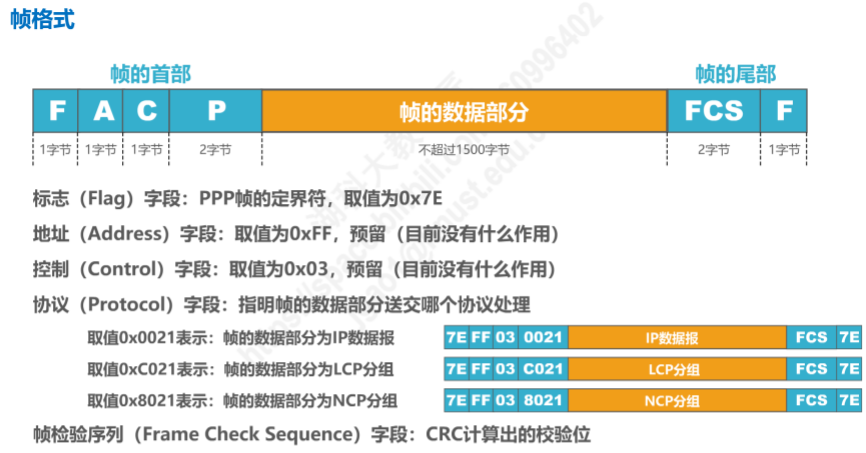 帧格式
帧的首部 帧的尾部
F A C P 帧的数据部分 FCS F
1字节 1字节 1字节 2字节 不超过1500字节 2字节 1字节
标志（Flag）字段：PPP帧的定界符，取值为0x7E
地址（Address）字段：取值为0xFF，预留（目前没有什么作用）
控制（Control）字段：取值为0x03，预留（目前没有什么作用）
协议（Protocol）字段：指明帧的数据部分送交哪个协议处理
取值0x0021表示：帧的数据部分为IP数据报 7E FF 03 0021 IP数据报 FCS 7E
取值0xC021表示：帧的数据部分为LCP分组 7E FF 03 C021 LCP分组 FCS 7E
取值0x8021表示：帧的数据部分为NCP分组 7E FF 03 8021 NCP分组 FCS 7E
帧检验序列（Frame Check Sequence）字段：CRC计算出的校验位